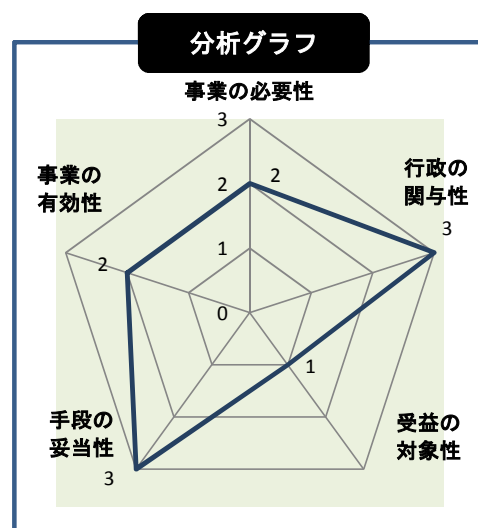 分析グラフ
事業の必要性
3
行政の
関与性
事業の
有効性
2
2
3
1
2
0
1
手段の
妥当性
受益の
対象性
3